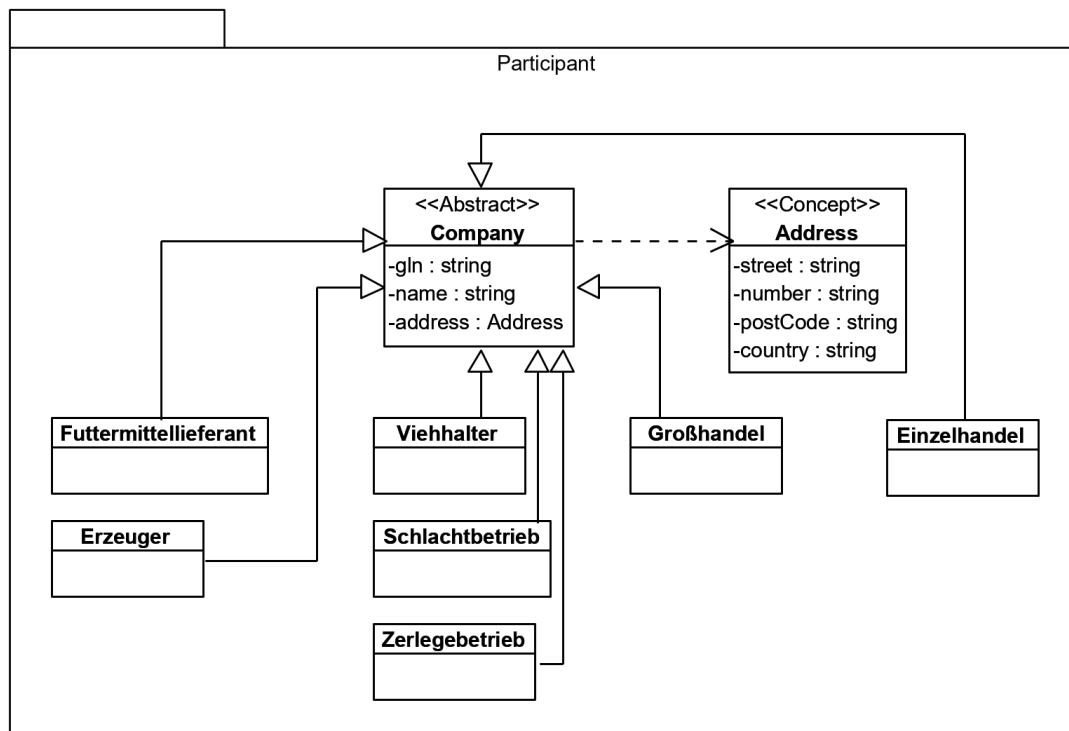 Participant
<<Abstract>>
Company
-gln : string
-name : string
-address : Address
<<Concept>>
Address
-street : string
-number : string
-postCode : string
-country : string
Futtermittellieferant
Viehhalter
Großhandel
Einzelhandel
Erzeuger
Schlachtbetrieb
Zerlegebetrieb